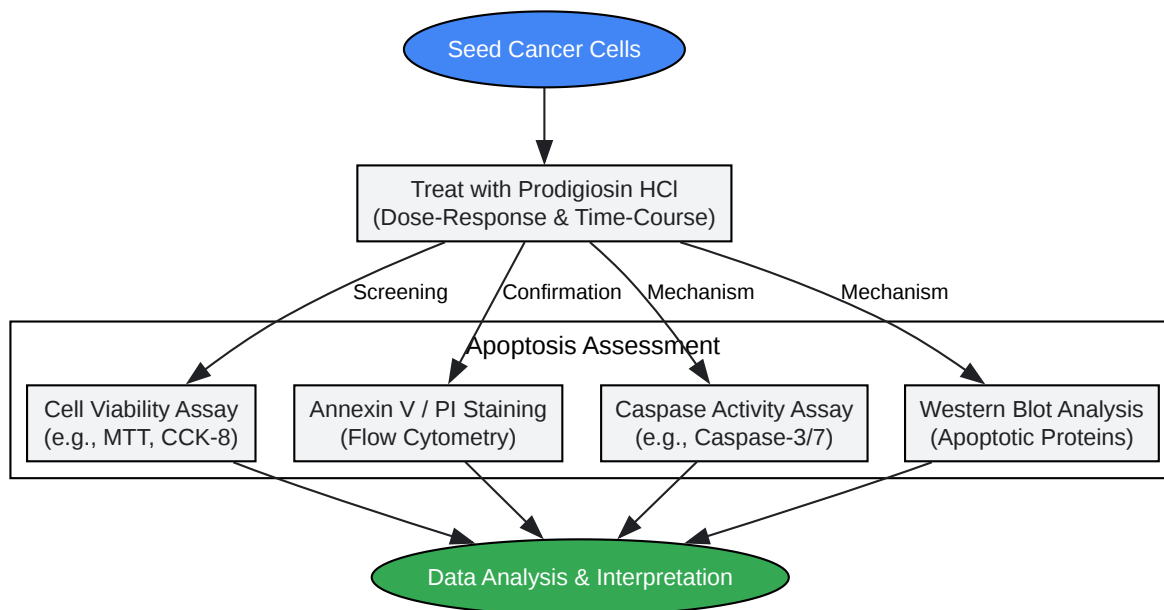 Seed Cancer Cells
Treat with Prodigiosin HCl
(Dose-Response & Time-Course)
Screening
Confirmation
Mechanism
Mechanism
Apoptosis Assessment
Cell Viability Assay
(e.g., MTT, CCK-8)
Annexin V / PI Staining
(Flow Cytometry)
Caspase Activity Assay
(e.g., Caspase-3/7)
Western Blot Analysis
(Apoptotic Proteins)
Data Analysis & Interpretation